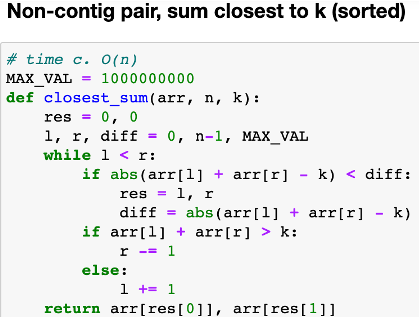 Non-contig pair, sum closest to k (sorted)
# time c. O(n)
MAX_VAL = 1000000000
def closest_sum(arr, n, k):
    res = 0, 0
    l, r, diff = 0, n-1, MAX_VAL
    while l < r:
        if abs(arr[l] + arr[r] - k) < diff:
            res = l, r
            diff = abs(arr[l] + arr[r] - k)
        if arr[l] + arr[r] > k:
            r -= 1
        else:
            l += 1
    return arr[res[0]], arr[res[1]]